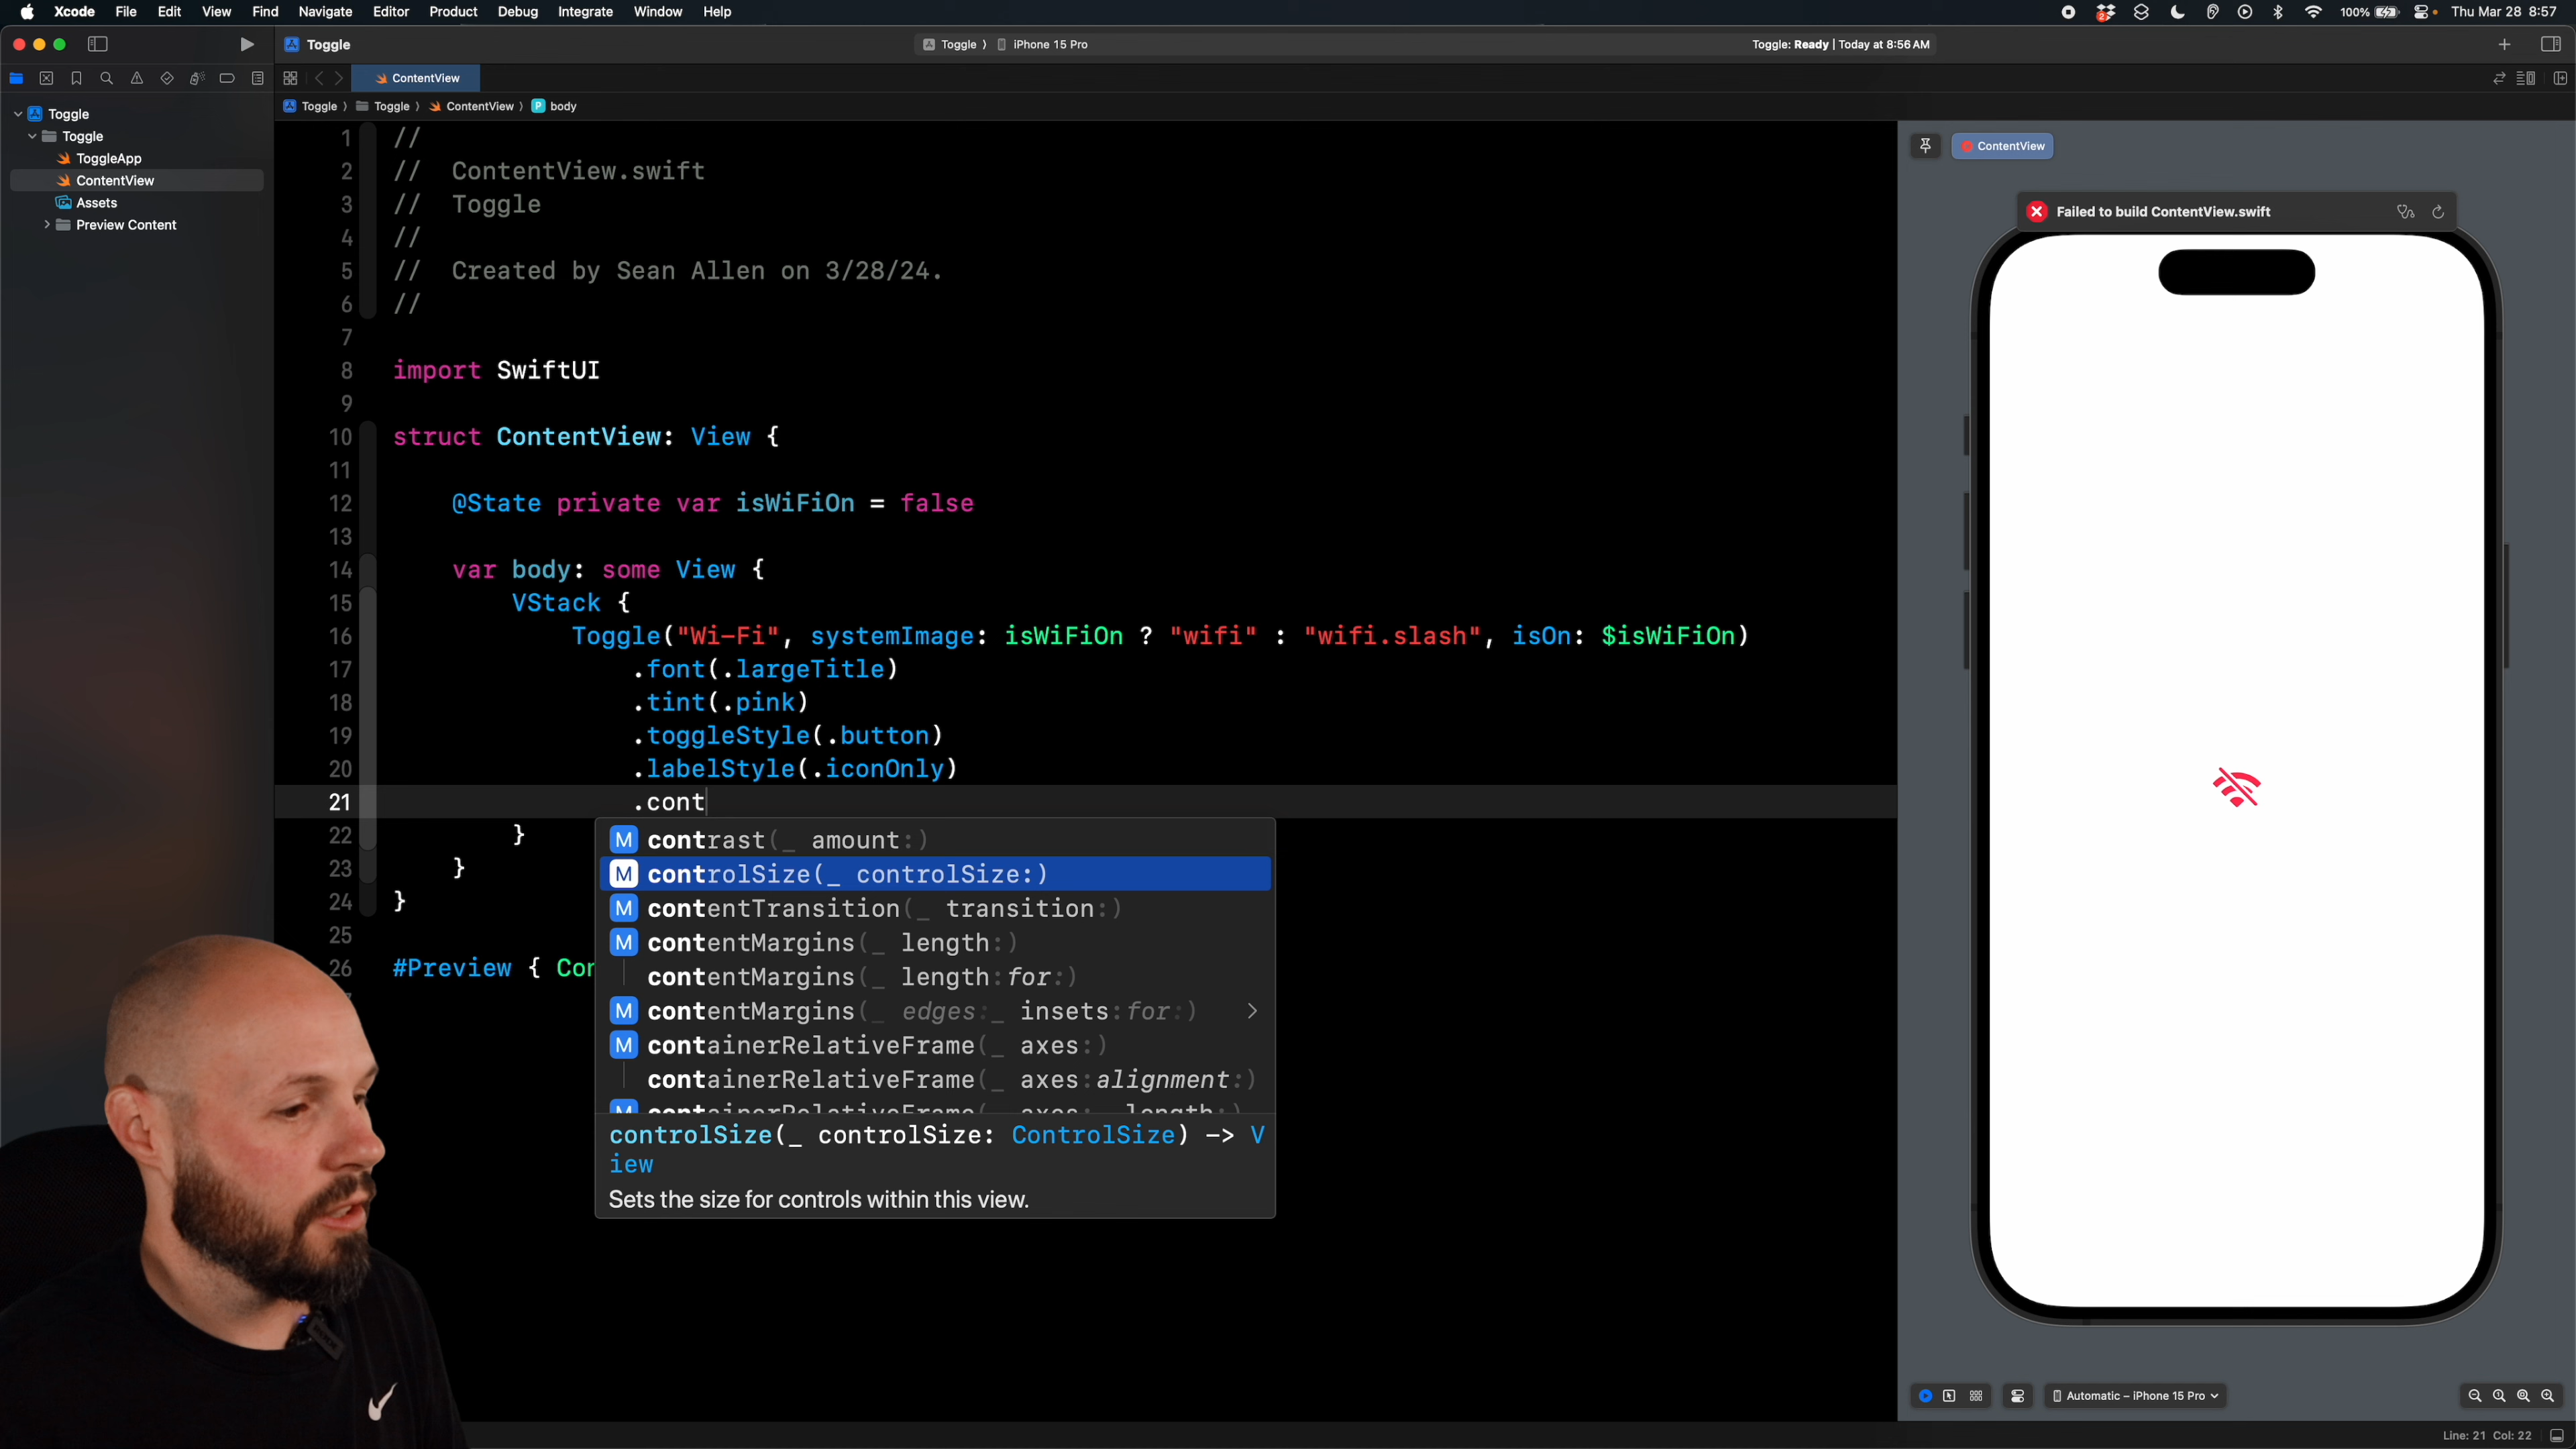 Xcode File Edit View Find Navigate Editor Product Debug Integrate Window Help
2 100% Thu Mar 28 8:57
Toggle
Toggle 〉 iPhone 15 Pro
Toggle: Ready | Today at 8:56 AM
ContentView
Toggle 〉 Toggle 〉 ContentView 〉 P body
Toggle
Toggle
ToggleApp
ContentView
Assets
Preview Content
1 //
2 // ContentView.swift
3 // Toggle
4 //
5 // Created by Sean Allen on 3/28/24.
6 //
7
8 import SwiftUI
9
10 struct ContentView: View {
11
12 @State private var isWiFiOn = false
13
14 var body: some View {
15 VStack {
16 Toggle("Wi-Fi", systemImage: isWiFiOn ? "wifi" : "wifi.slash", isOn: $isWiFiOn)
17 .font(.largeTitle)
18 .tint(.pink)
19 .toggleStyle(.button)
20 .labelStyle(.iconOnly)
21 .cont
22 }
23 }
24 }
25
26 #Preview { Con
M contrast(_ amount:)
M controlSize(_ controlSize:)
M contentTransition(_ transition:)
M contentMargins(_ length:)
contentMargins(_ length:for:)
M contentMargins(_ edges:_ insets:for:)
M containerRelativeFrame(_ axes:)
containerRelativeFrame(_ axes:alignment:)
M containerRelativeFrame(_ axes:_ length:)
controlSize(_ controlSize: ControlSize) -> V
iew
Sets the size for controls within this view.
ContentView
Failed to build ContentView.swift
Automatic – iPhone 15 Pro
Line: 21 Col: 22